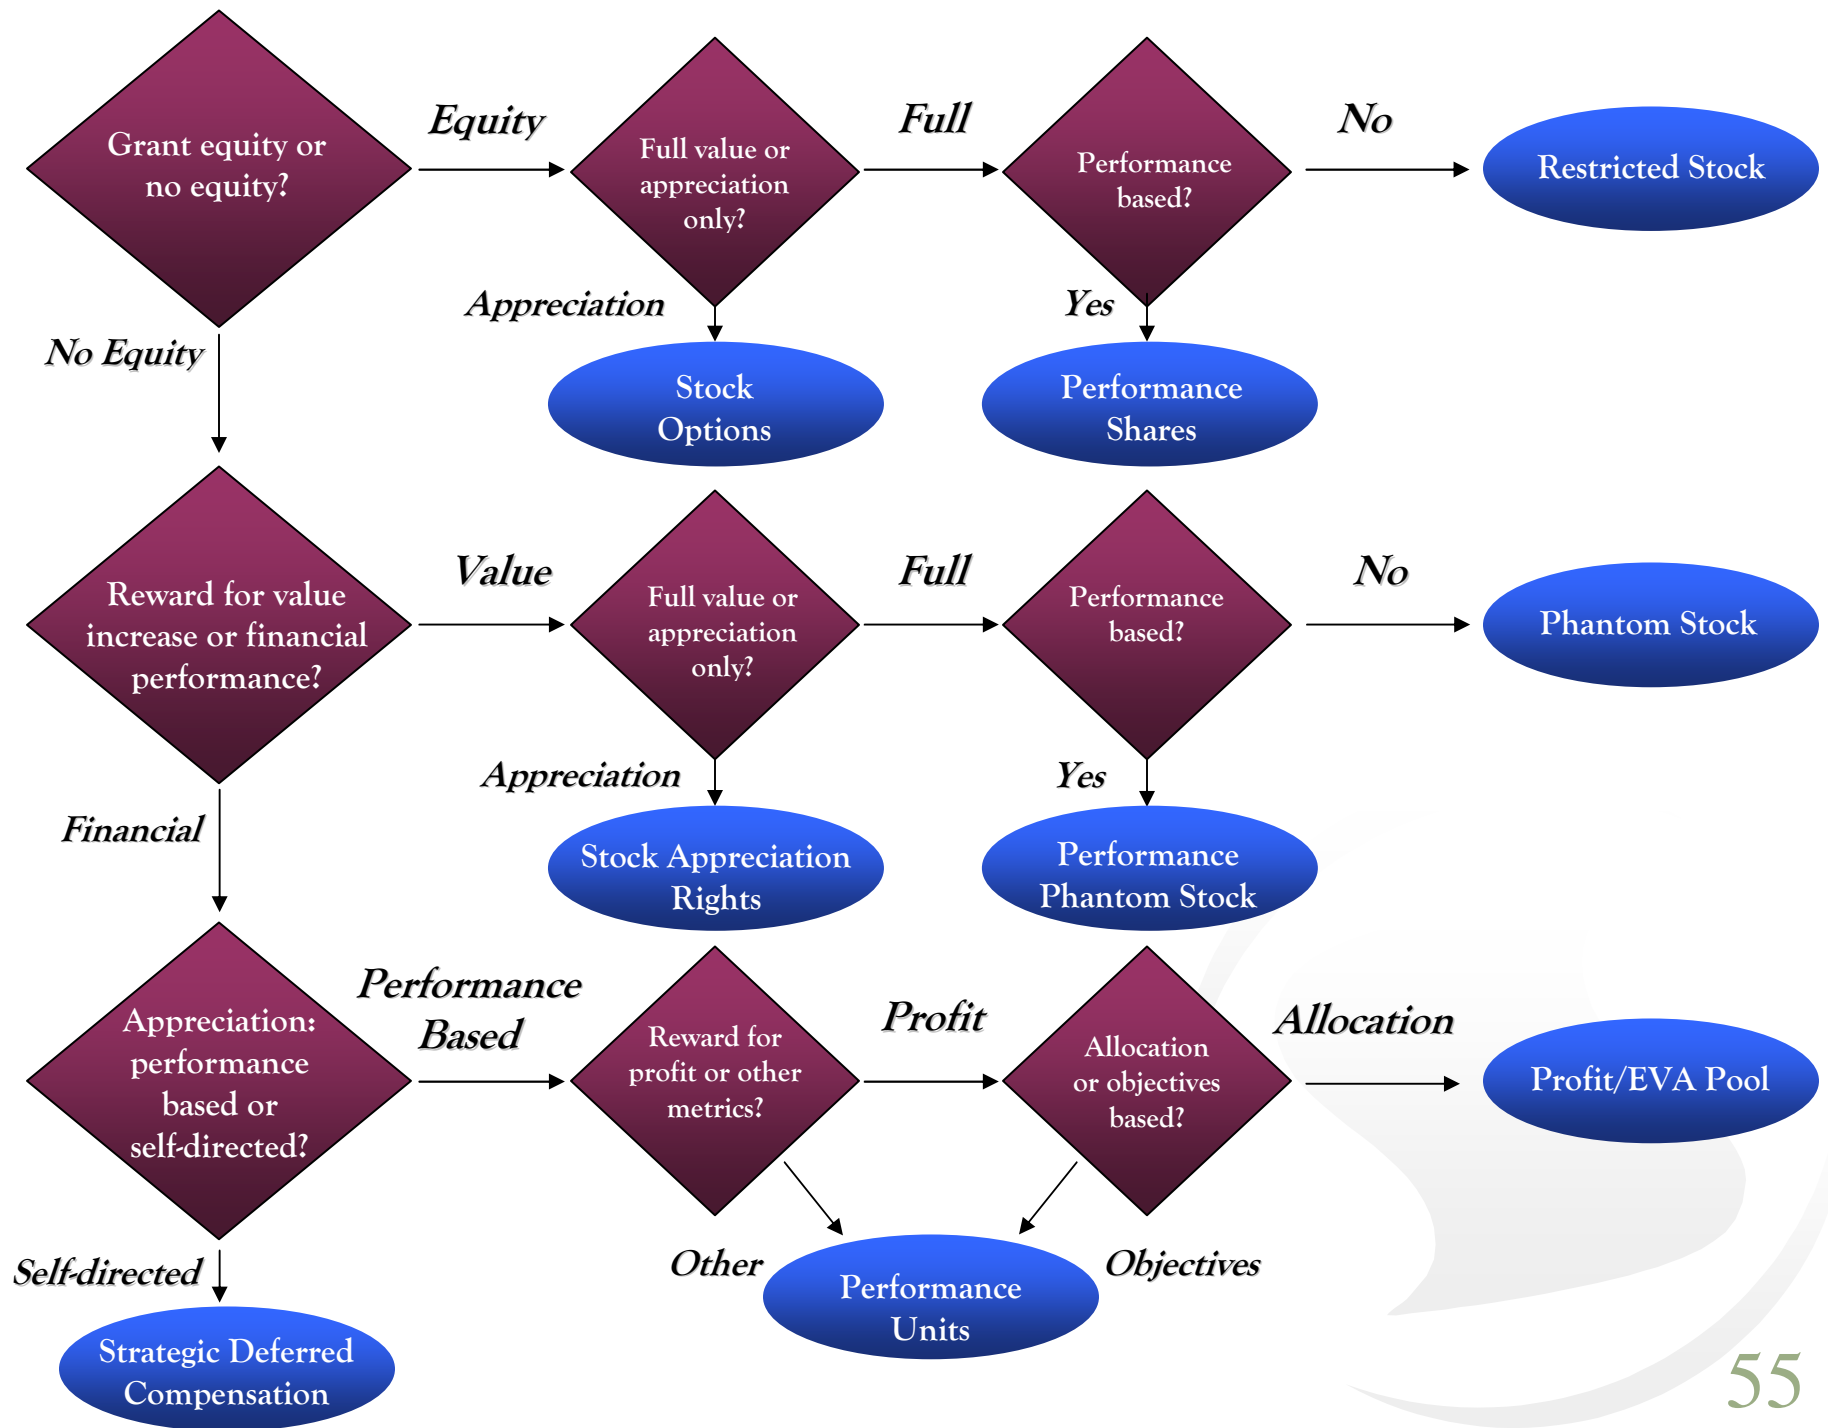 Grant equity or
no equity?
Equity
Full value or
appreciation
only?
Full
Performance
based?
No
Restricted Stock
Appreciation
Yes
No Equity
Stock
Options
Performance
Shares
Reward for value
increase or financial
performance?
Value
Full value or
appreciation
only?
Full
Performance
based?
No
Phantom Stock
Appreciation
Yes
Financial
Stock Appreciation
Rights
Performance
Phantom Stock
Appreciation:
performance
based or
self-directed?
Performance
Based
Reward for
profit or other
metrics?
Profit
Allocation
or objectives
based?
Allocation
Profit/EVA Pool
Self-directed
Other
Objectives
Performance
Units
Strategic Deferred
Compensation
55